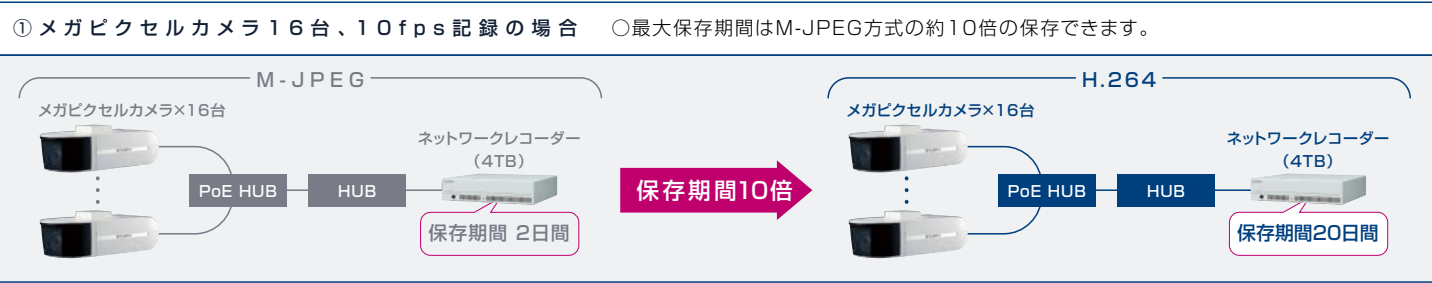 ① メガピクセルカメラ16台、10fps記録の場合 ○最大保存期間はM-JPEG方式の約10倍の保存できます。
M-JPEG
メガピクセルカメラ×16台
ネットワークレコーダー
(4TB)
PoE HUB
HUB
保存期間 2日間
保存期間10倍
H.264
メガピクセルカメラ×16台
ネットワークレコーダー
(4TB)
PoE HUB
HUB
保存期間20日間